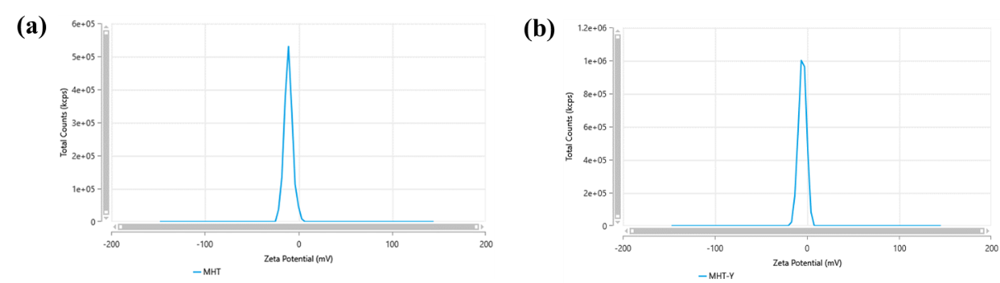 (a)
6e+05
5e+05
4e+05
3e+05
2e+05
1e+05
0
Total Counts (kcps)
-200 -100 0 100 200
Zeta Potential (mV)
MHT
(b)
1.2e+06
1e+06
8e+05
6e+05
4e+05
2e+05
0
Total Counts (kcps)
-200 -100 0 100 200
Zeta Potential (mV)
MHT-Y